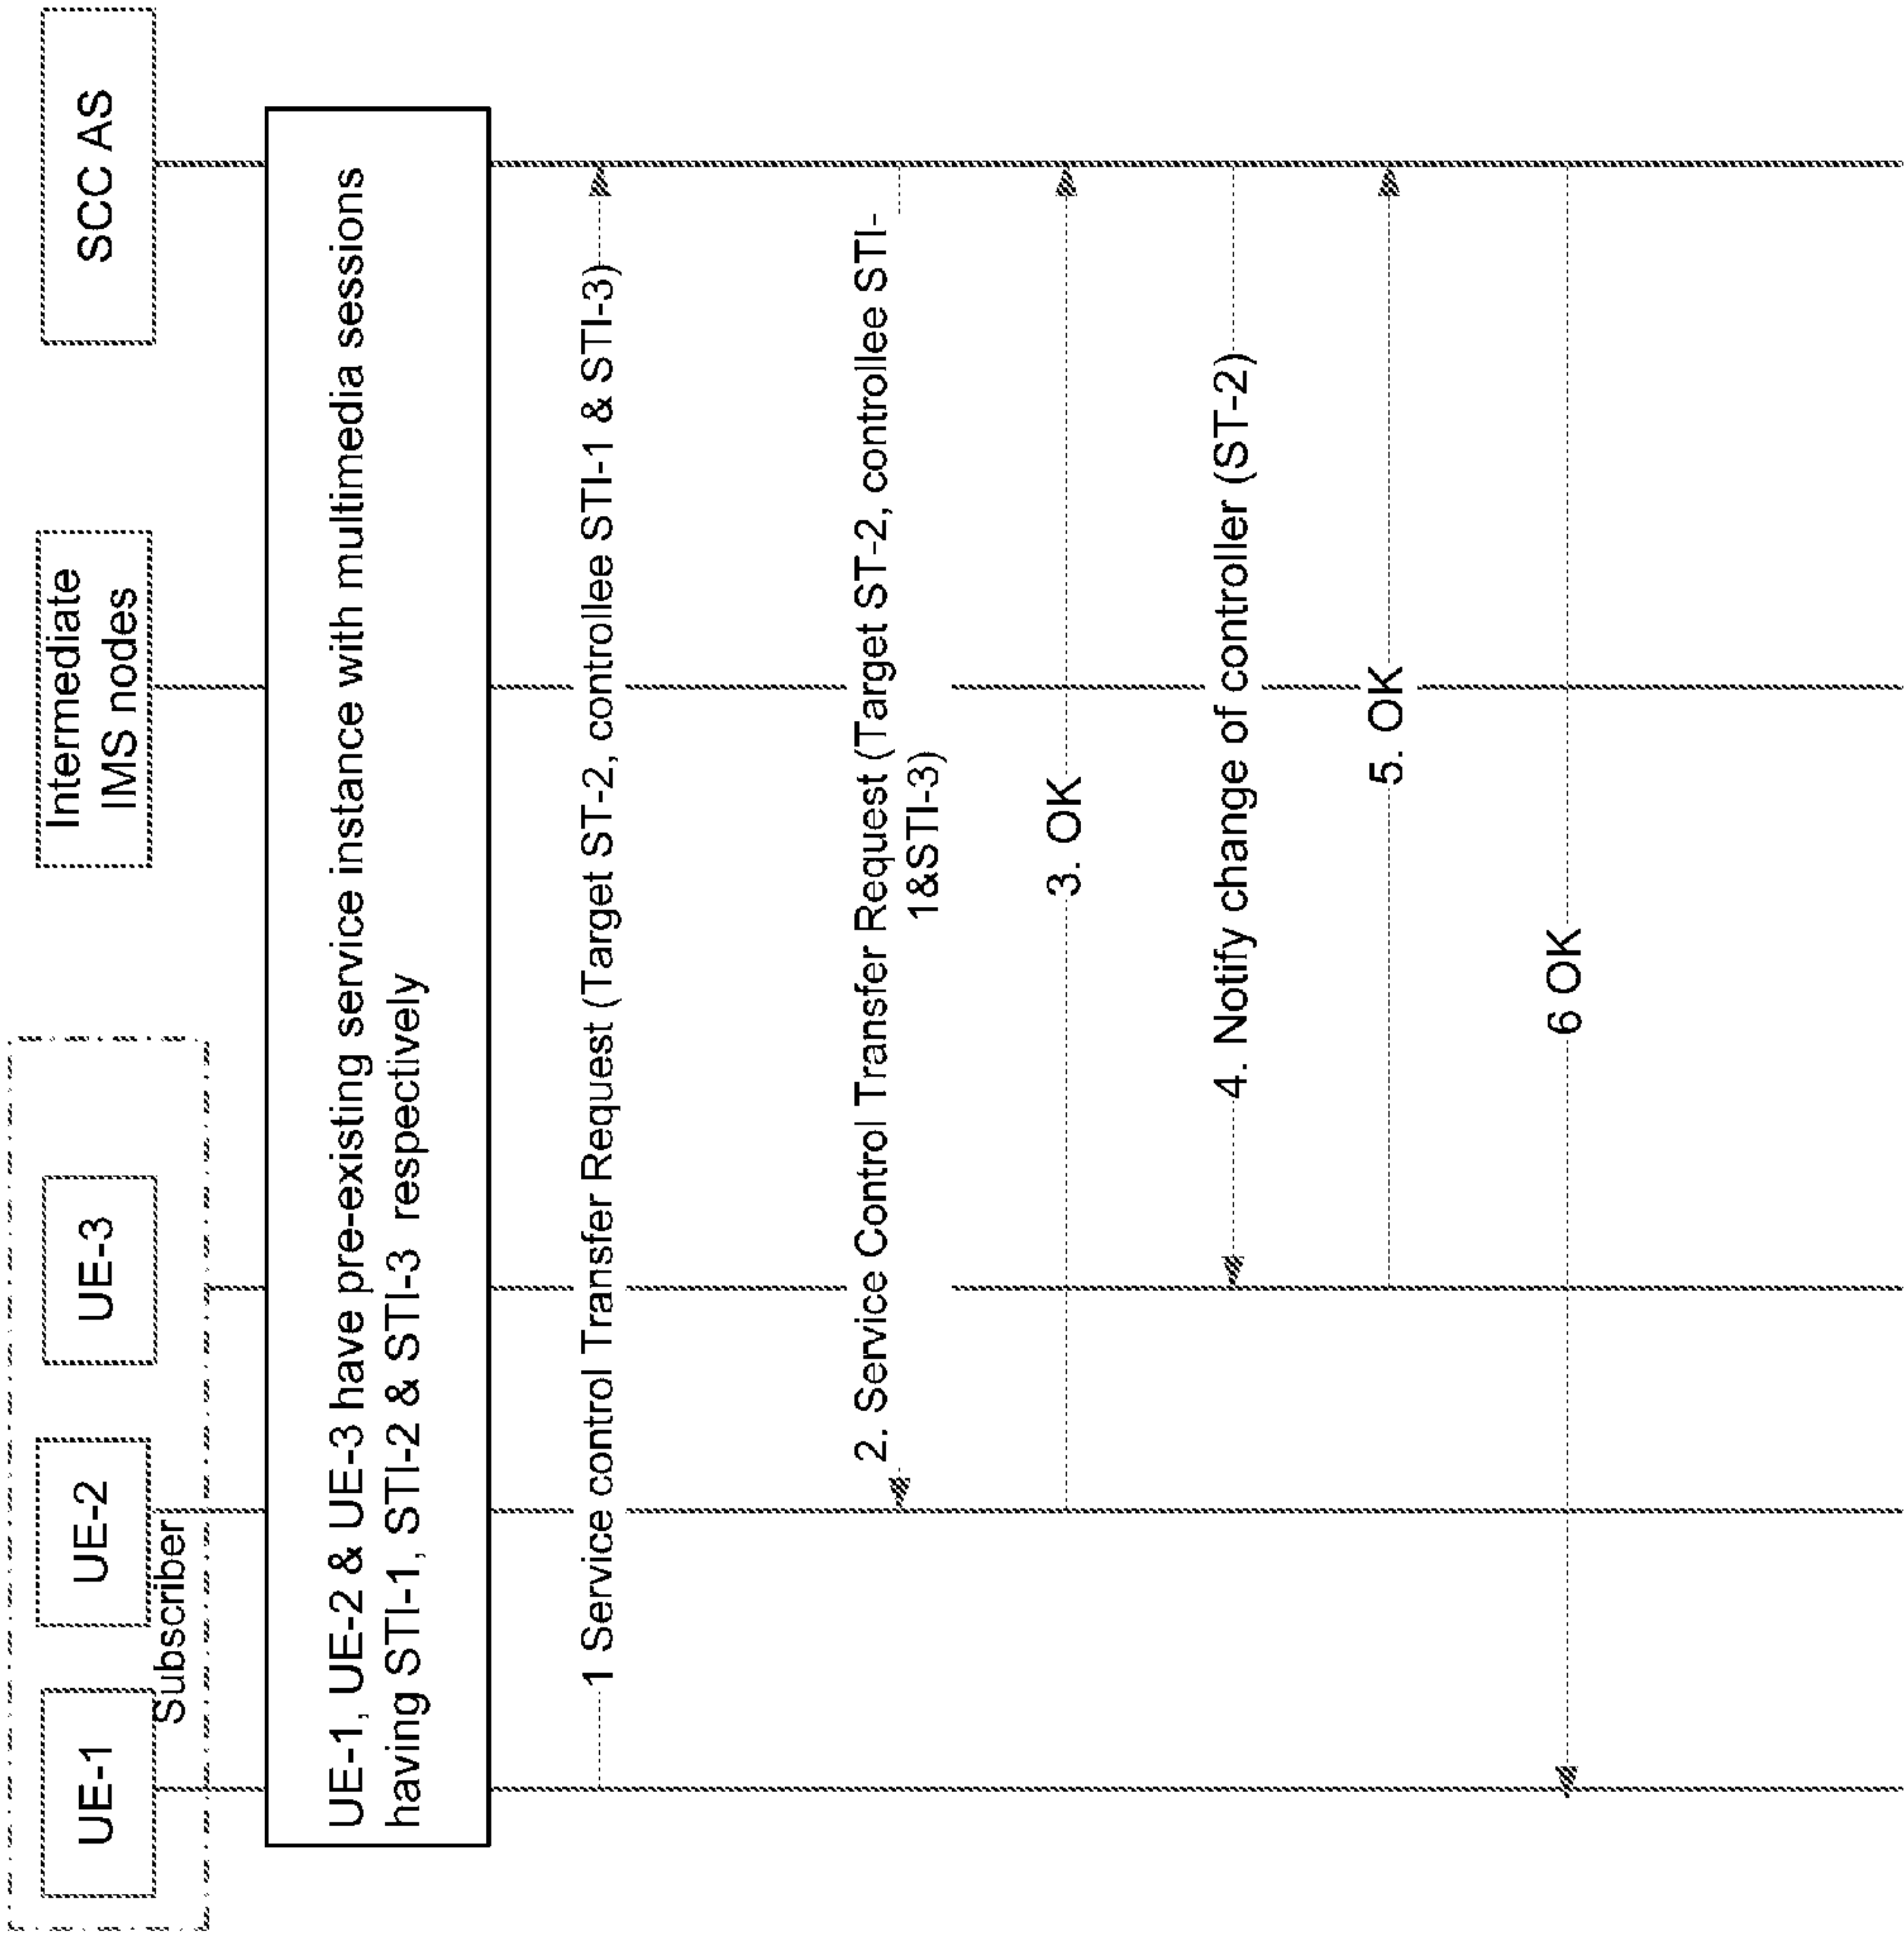 UE-1
UE-2
UE-3
Subscriber
Intermediate
IMS nodes
SCC AS
UE-1, UE-2 & UE-3 have pre-existing service instance with multimedia sessions
having STI-1, STI-2 & STI-3 respectively
1 Service control Transfer Request (Target ST-2, controllee STI-1 & STI-3)
2. Service Control Transfer Request (Target ST-2, controllee STI-
1&STI-3)
3. OK
4. Notify change of controller (ST-2)
5. OK
6 OK